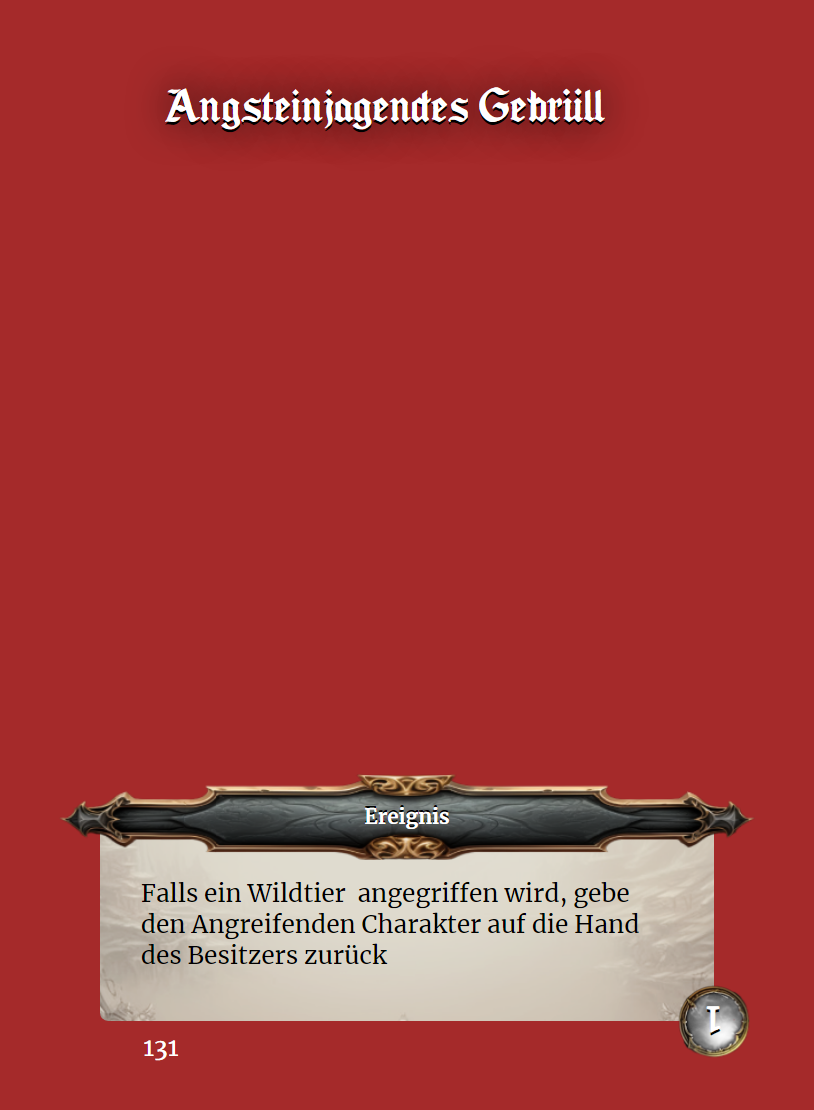 Angsteinjagendes Gebrüll
Ereignis
Falls ein Wildtier  angegriffen wird, gebe
den Angreifenden Charakter auf die Hand
des Besitzers zurück
1
131